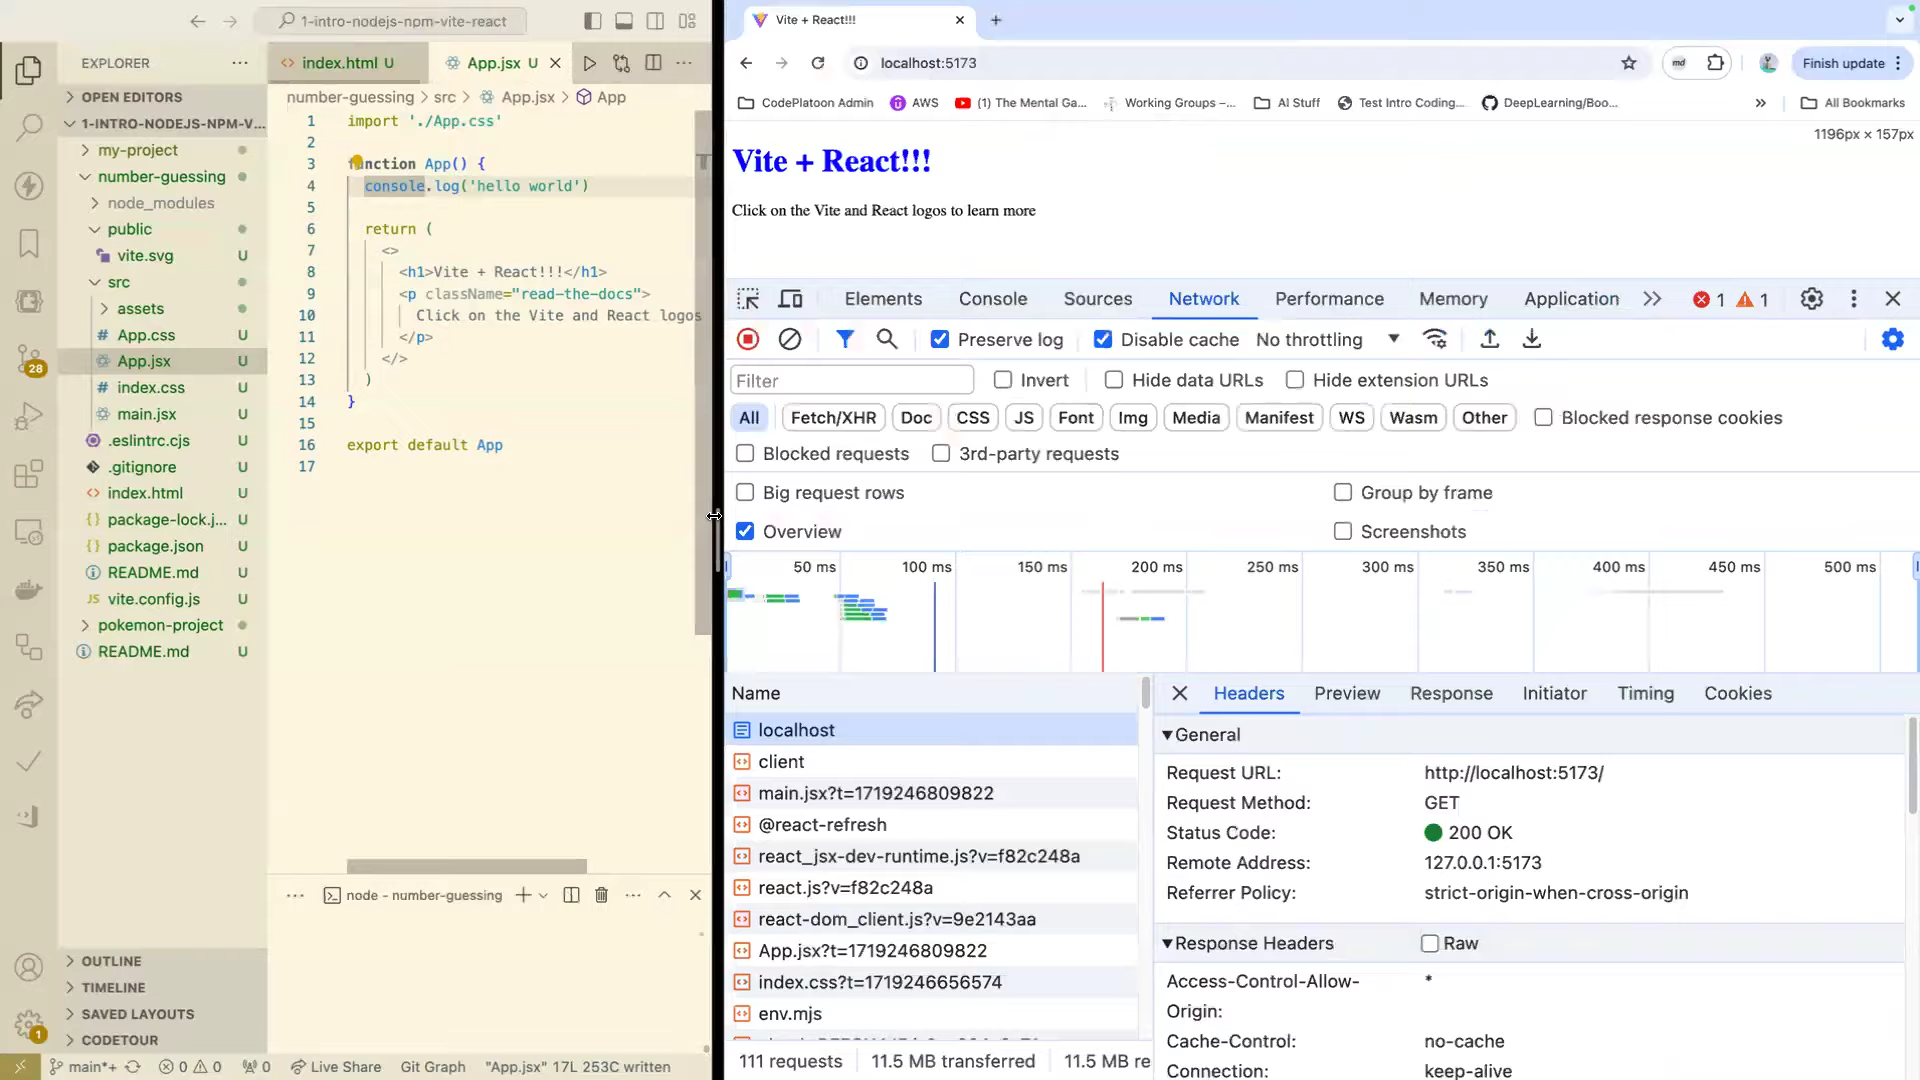 1-intro-nodejs-npm-vite-react
EXPLORER
OPEN EDITORS
1-INTRO-NODEJS-NPM-V...
my-project
number-guessing
node_modules
public
vite.svg U
src
assets
App.css U
App.jsx U
index.css U
main.jsx U
.eslintrc.cjs U
.gitignore U
index.html U
package-lock.j... U
package.json U
README.md U
vite.config.js U
pokemon-project
README.md U
OUTLINE
TIMELINE
SAVED LAYOUTS
CODETOUR
28
1
index.html U
App.jsx U
number-guessing > src > App.jsx > App
1 import './App.css'
2
3 nction App() {
4 console.log('hello world')
5
6 return (
7 <>
8 <h1>Vite + React!!!</h1>
9 <p className="read-the-docs">
10 Click on the Vite and React logos
11 </p>
12 </>
13 )
14 }
15
16 export default App
17
node - number-guessing
main*+ 0 0 0 Live Share Git Graph "App.jsx" 17L 253C written
Vite + React!!!
localhost:5173
md
Finish update
CodePlatoon Admin AWS (1) The Mental Ga... Working Groups –... AI Stuff Test Intro Coding... DeepLearning/Boo... » All Bookmarks
1196px × 157px
Vite + React!!!
Click on the Vite and React logos to learn more
Elements Console Sources Network Performance Memory Application 1 1
Preserve log Disable cache No throttling
Filter Invert Hide data URLs Hide extension URLs
All Fetch/XHR Doc CSS JS Font Img Media Manifest WS Wasm Other Blocked response cookies
Blocked requests 3rd-party requests
Big request rows Group by frame
Overview Screenshots
50 ms 100 ms 150 ms 200 ms 250 ms 300 ms 350 ms 400 ms 450 ms 500 ms
Name
localhost
client
main.jsx?t=1719246809822
@react-refresh
react_jsx-dev-runtime.js?v=f82c248a
react.js?v=f82c248a
react-dom_client.js?v=9e2143aa
App.jsx?t=1719246809822
index.css?t=1719246656574
env.mjs
111 requests 11.5 MB transferred 11.5 MB re
Headers Preview Response Initiator Timing Cookies
General
Request URL: http://localhost:5173/
Request Method: GET
Status Code: 200 OK
Remote Address: 127.0.0.1:5173
Referrer Policy: strict-origin-when-cross-origin
Response Headers Raw
Access-Control-Allow- *
Origin:
Cache-Control: no-cache
Connection: keep-alive